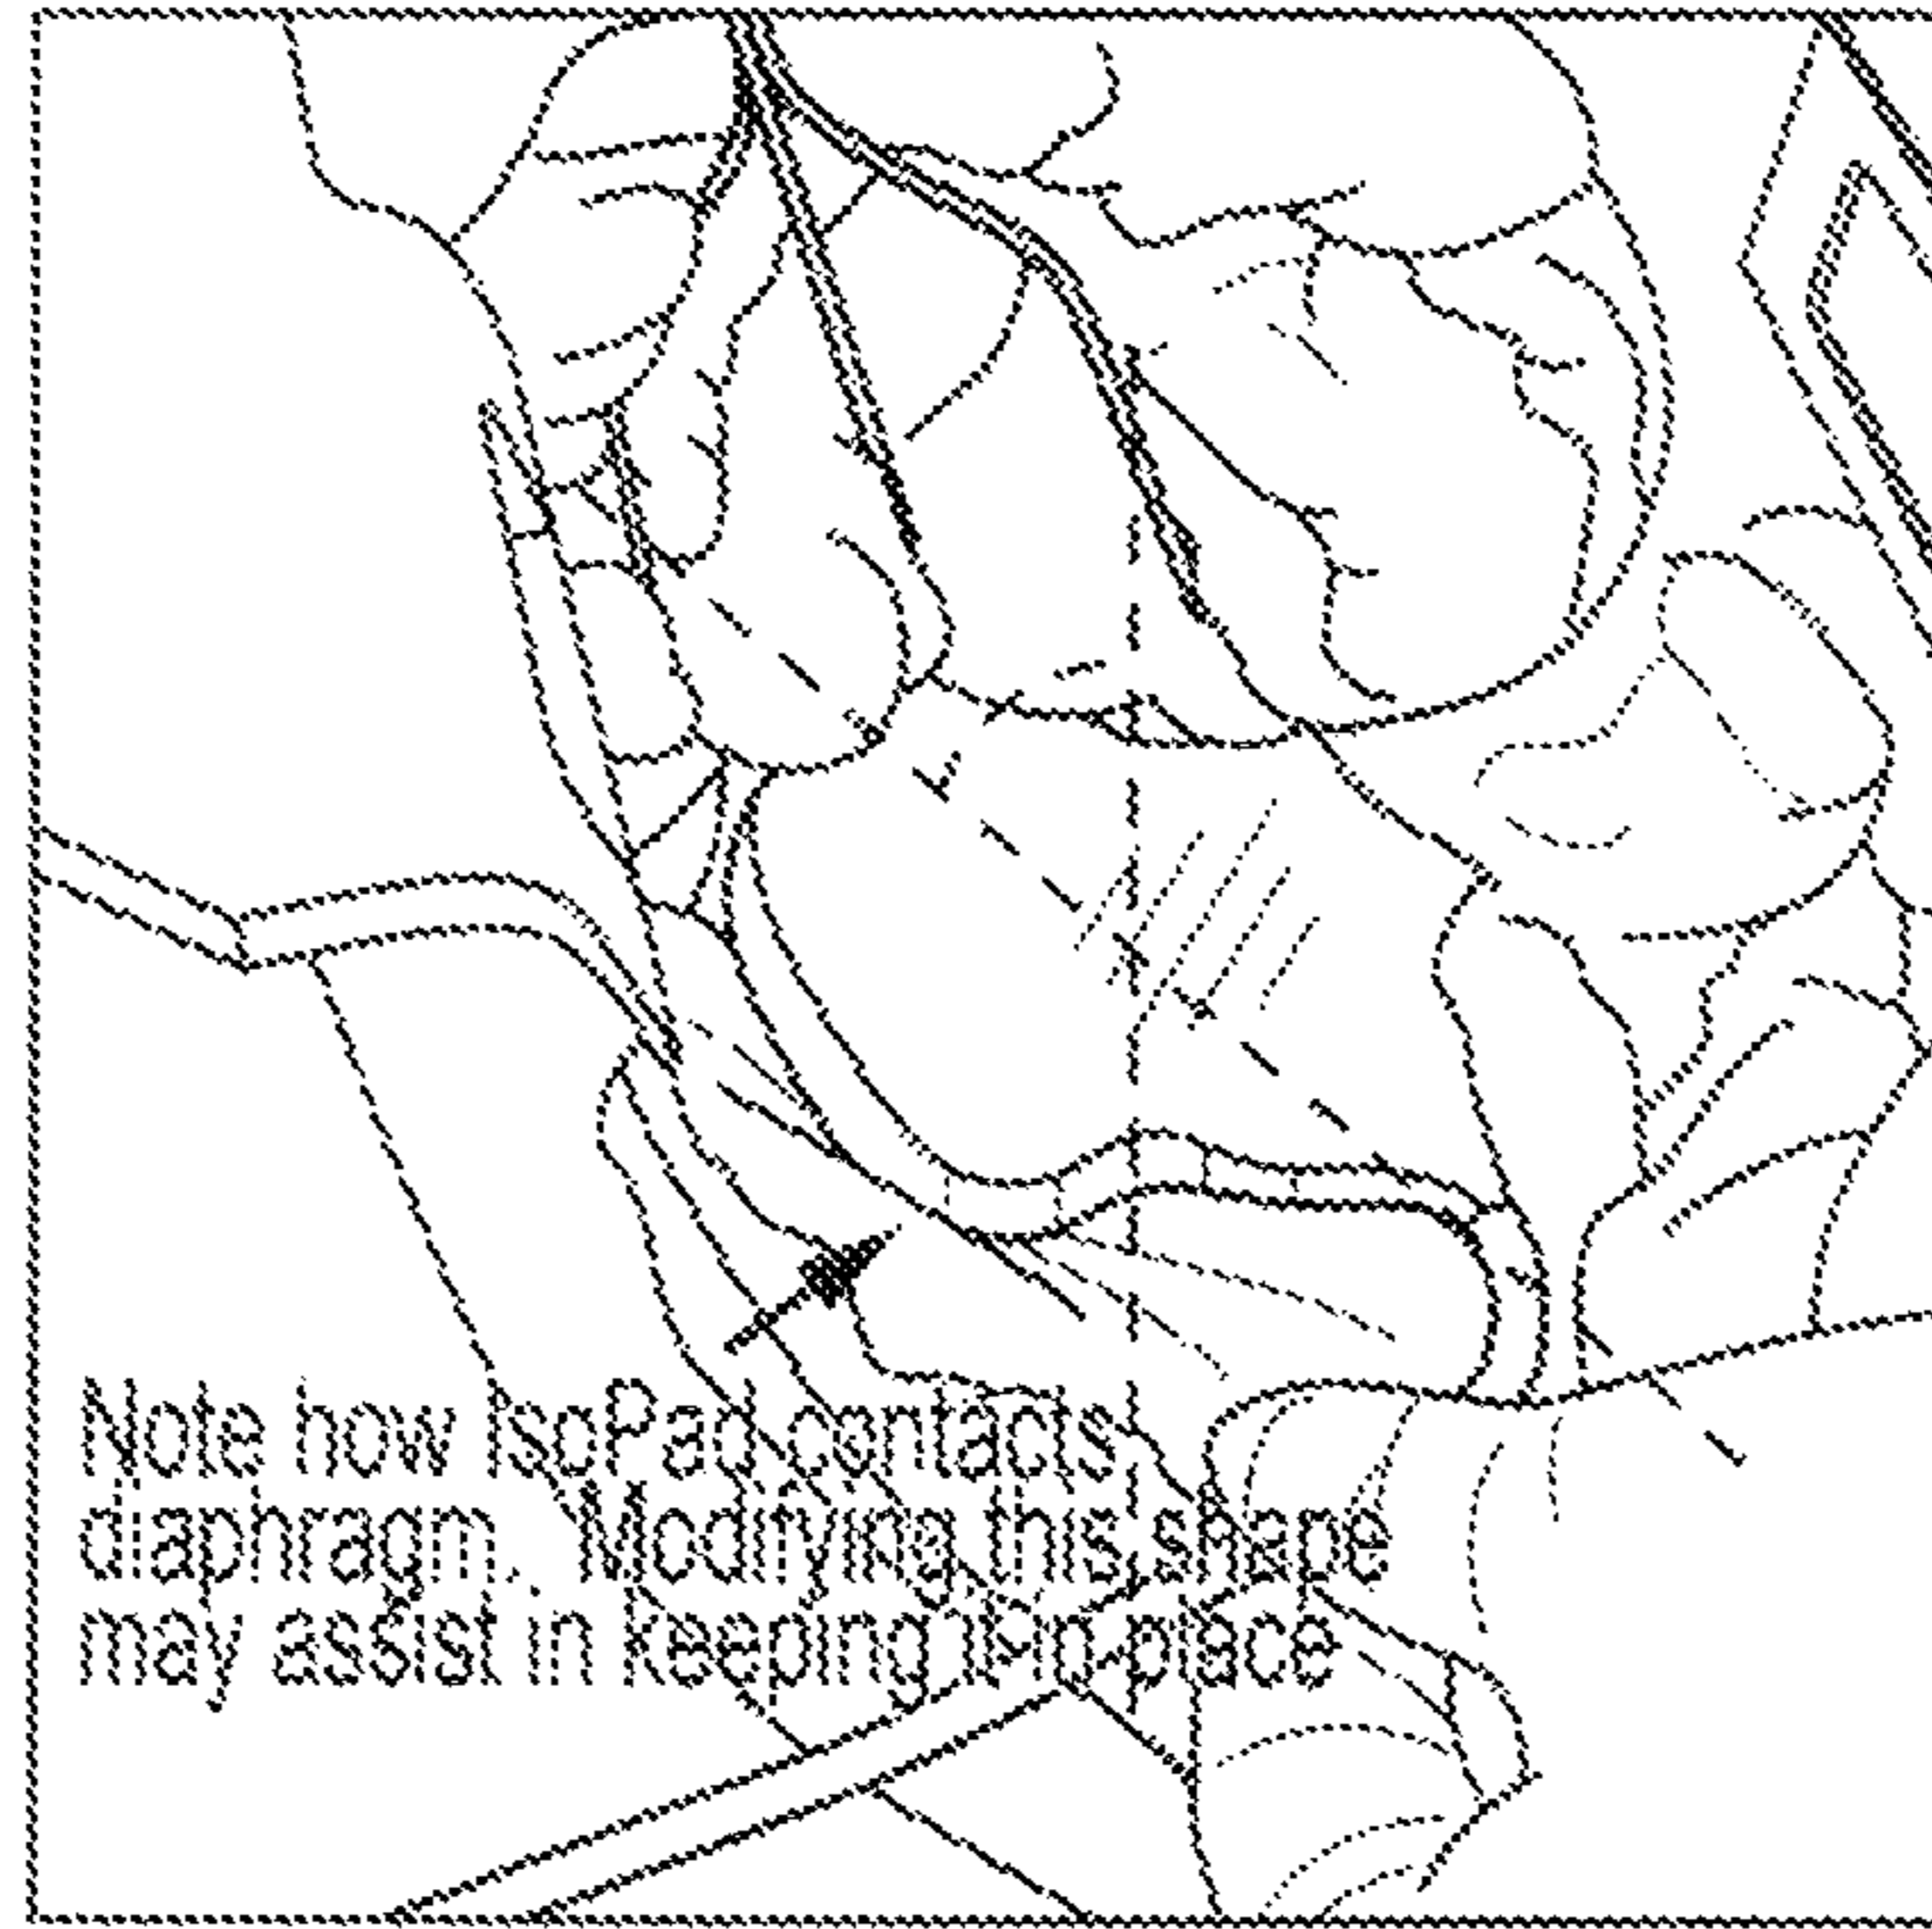 Note how IsoPad contacts
diaphragm. Modifying this shape
may assist in keeping it in place